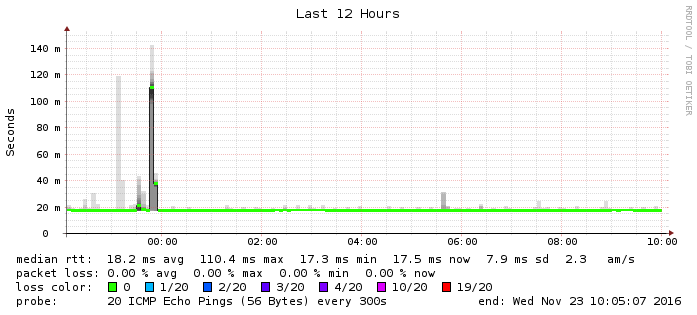 Last 12 Hours
RRDTOOL / TOBI OETIKER
Seconds
140 m
120 m
100 m
80 m
60 m
40 m
20 m
0
00:00 02:00 04:00 06:00 08:00 10:00
median rtt: 18.2 ms avg 110.4 ms max 17.3 ms min 17.5 ms now 7.9 ms sd 2.3 am/s
packet loss: 0.00 % avg 0.00 % max 0.00 % min 0.00 % now
loss color: 0 1/20 2/20 3/20 4/20 10/20 19/20
probe: 20 ICMP Echo Pings (56 Bytes) every 300s end: Wed Nov 23 10:05:07 2016